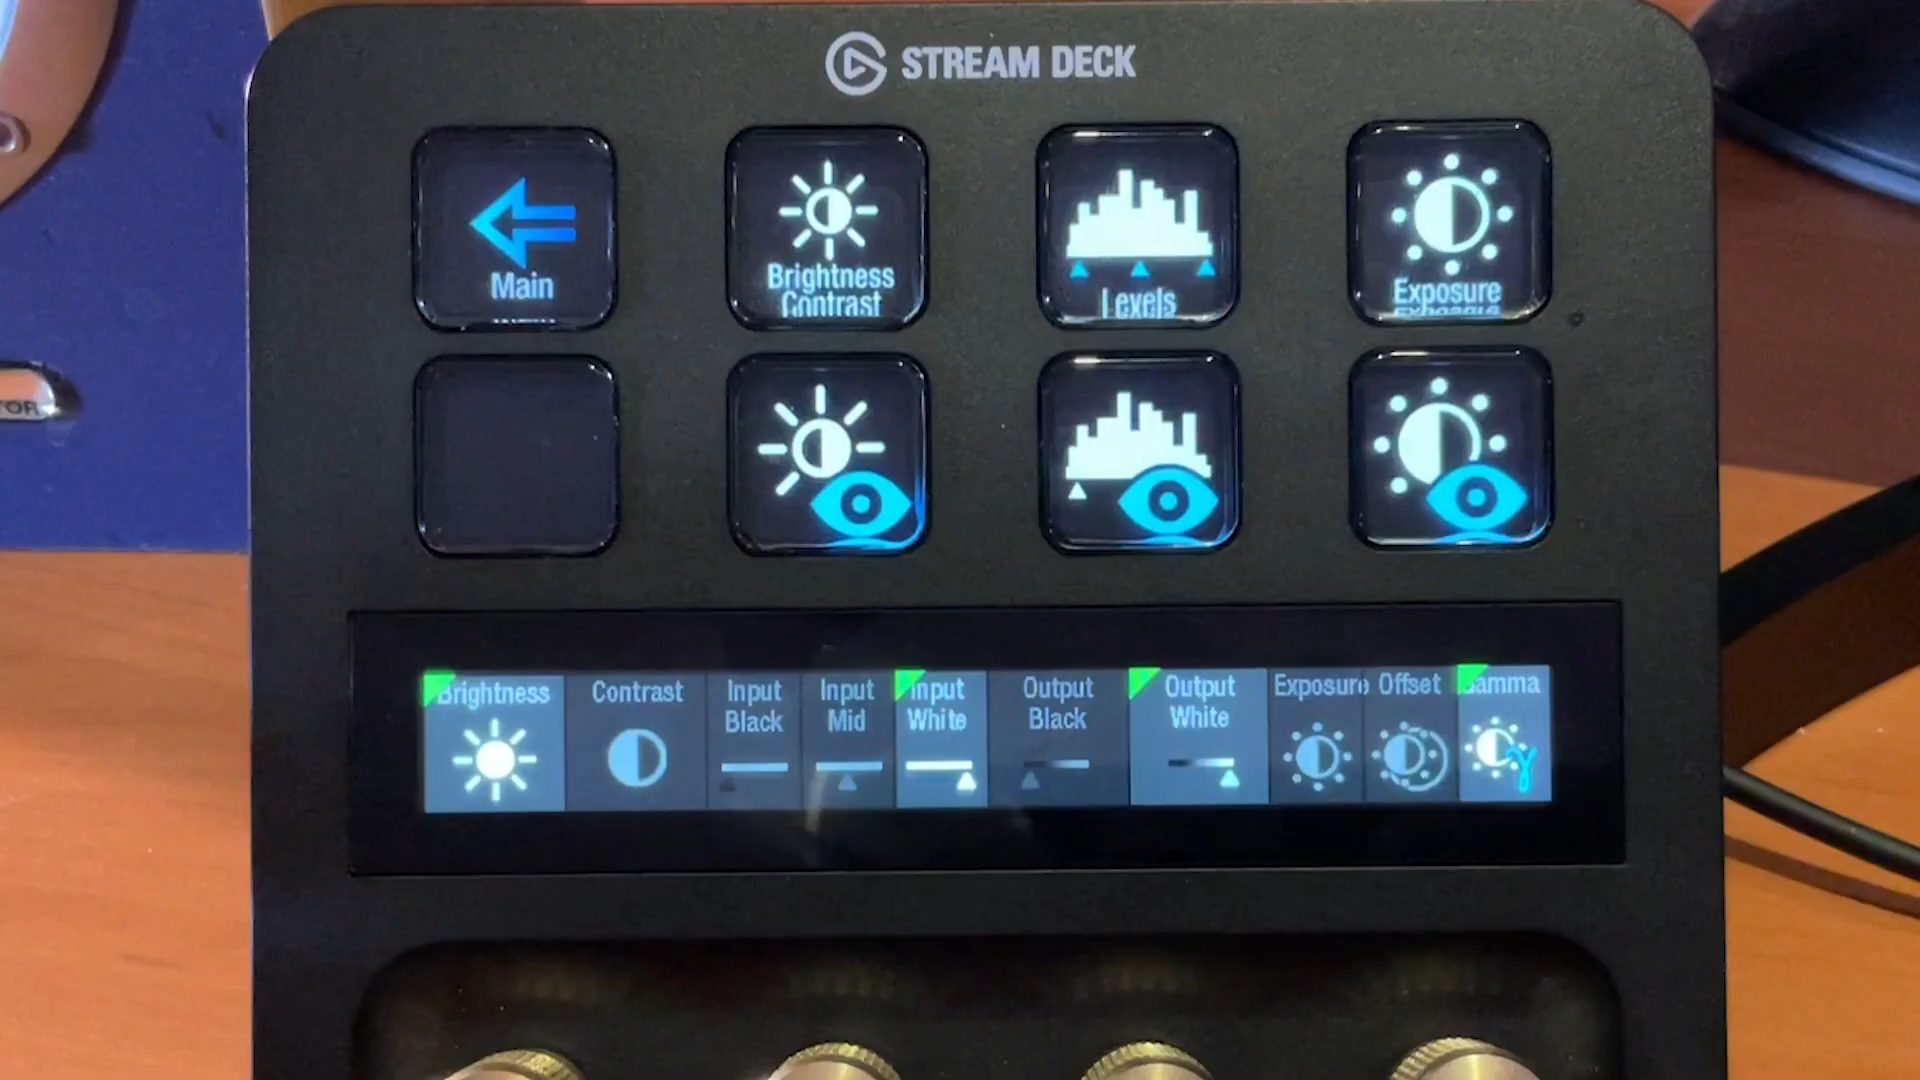 STREAM DECK
Main
Brightness
Contrast
Levels
Exposure
Brightness
Contrast
Input
Black
Input
Mid
Input
White
Output
Black
Output
White
Exposure
Offset
Gamma
γ